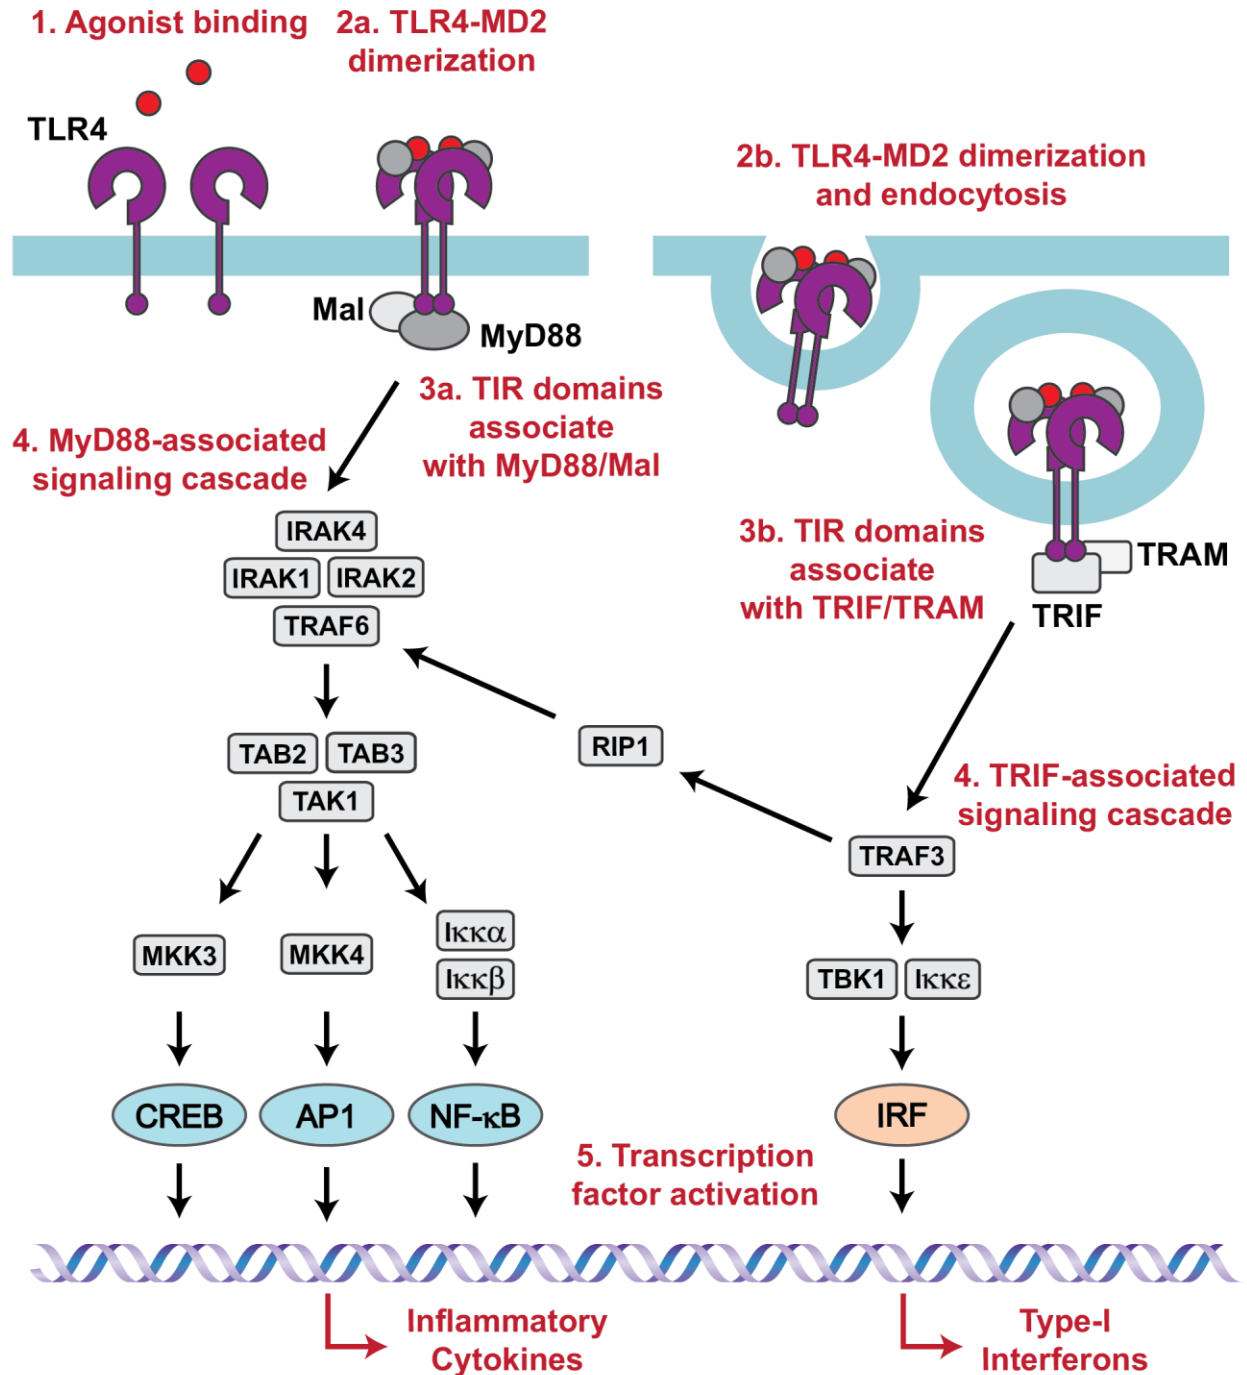 1. Agonist binding
2a. TLR4-MD2
dimerization
TLR4
2b. TLR4-MD2 dimerization
and endocytosis
Mal
MyD88
3a. TIR domains
associate
with MyD88/Mal
4. MyD88-associated
signaling cascade
3b. TIR domains
associate
with TRIF/TRAM
TRAM
TRIF
IRAK4
IRAK1
IRAK2
TRAF6
TAB2
TAB3
TAK1
RIP1
4. TRIF-associated
signaling cascade
TRAF3
MKK3
MKK4
Iκκα
Iκκβ
TBK1
Iκκε
CREB
AP1
NF-κB
IRF
5. Transcription
factor activation
Inflammatory
Cytokines
Type-I
Interferons